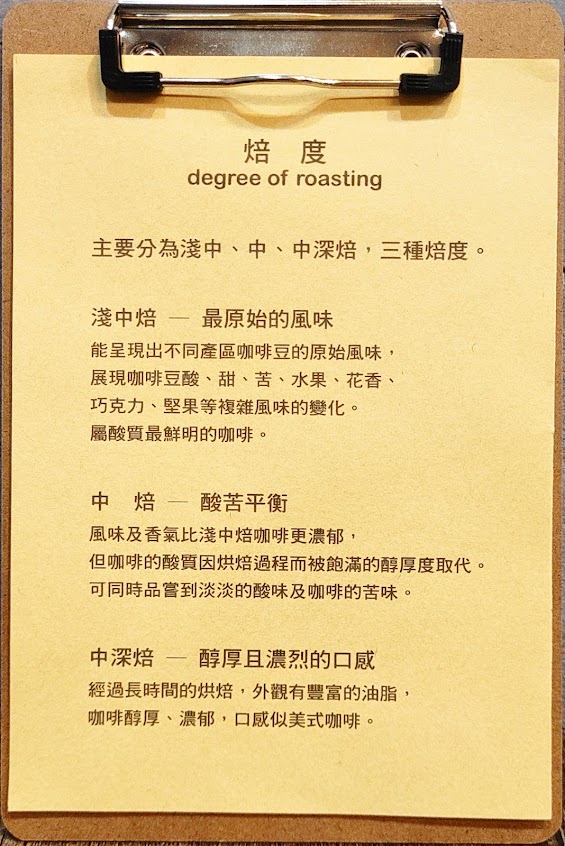 焙　度
degree of roasting
主要分為淺中、中、中深焙，三種焙度。
淺中焙 — 最原始的風味
能呈現出不同產區咖啡豆的原始風味，
展現咖啡豆酸、甜、苦、水果、花香、
巧克力、堅果等複雜風味的變化。
屬酸質最鮮明的咖啡。
中　焙 — 酸苦平衡
風味及香氣比淺中焙咖啡更濃郁，
但咖啡的酸質因烘焙過程而被飽滿的醇厚度取代。
可同時品嘗到淡淡的酸味及咖啡的苦味。
中深焙 — 醇厚且濃烈的口感
經過長時間的烘焙，外觀有豐富的油脂，
咖啡醇厚、濃郁，口感似美式咖啡。